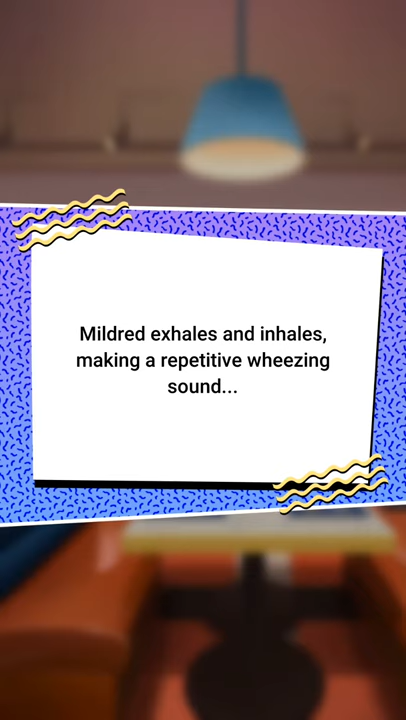 Mildred exhales and inhales,
making a repetitive wheezing
sound...